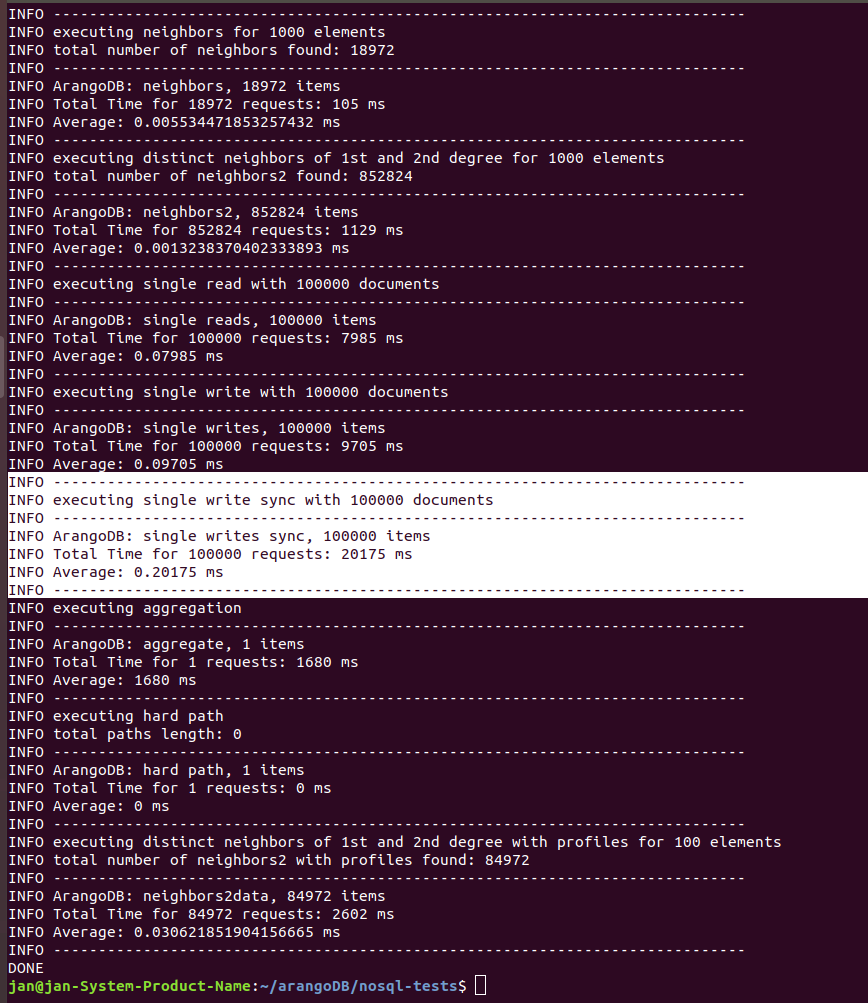 INFO -----------------------------------------------------------------------------
INFO executing neighbors for 1000 elements
INFO total number of neighbors found: 18972
INFO -----------------------------------------------------------------------------
INFO ArangoDB: neighbors, 18972 items
INFO Total Time for 18972 requests: 105 ms
INFO Average: 0.005534471853257432 ms
INFO -----------------------------------------------------------------------------
INFO executing distinct neighbors of 1st and 2nd degree for 1000 elements
INFO total number of neighbors2 found: 852824
INFO -----------------------------------------------------------------------------
INFO ArangoDB: neighbors2, 852824 items
INFO Total Time for 852824 requests: 1129 ms
INFO Average: 0.0013238370402333893 ms
INFO -----------------------------------------------------------------------------
INFO executing single read with 100000 documents
INFO -----------------------------------------------------------------------------
INFO ArangoDB: single reads, 100000 items
INFO Total Time for 100000 requests: 7985 ms
INFO Average: 0.07985 ms
INFO -----------------------------------------------------------------------------
INFO executing single write with 100000 documents
INFO -----------------------------------------------------------------------------
INFO ArangoDB: single writes, 100000 items
INFO Total Time for 100000 requests: 9705 ms
INFO Average: 0.09705 ms
INFO -----------------------------------------------------------------------------
INFO executing single write sync with 100000 documents
INFO -----------------------------------------------------------------------------
INFO ArangoDB: single writes sync, 100000 items
INFO Total Time for 100000 requests: 20175 ms
INFO Average: 0.20175 ms
INFO -----------------------------------------------------------------------------
INFO executing aggregation
INFO -----------------------------------------------------------------------------
INFO ArangoDB: aggregate, 1 items
INFO Total Time for 1 requests: 1680 ms
INFO Average: 1680 ms
INFO -----------------------------------------------------------------------------
INFO executing hard path
INFO total paths length: 0
INFO -----------------------------------------------------------------------------
INFO ArangoDB: hard path, 1 items
INFO Total Time for 1 requests: 0 ms
INFO Average: 0 ms
INFO -----------------------------------------------------------------------------
INFO executing distinct neighbors of 1st and 2nd degree with profiles for 100 elements
INFO total number of neighbors2 with profiles found: 84972
INFO -----------------------------------------------------------------------------
INFO ArangoDB: neighbors2data, 84972 items
INFO Total Time for 84972 requests: 2602 ms
INFO Average: 0.030621851904156665 ms
INFO -----------------------------------------------------------------------------
DONE
jan@jan-System-Product-Name:~/arangoDB/nosql-tests$